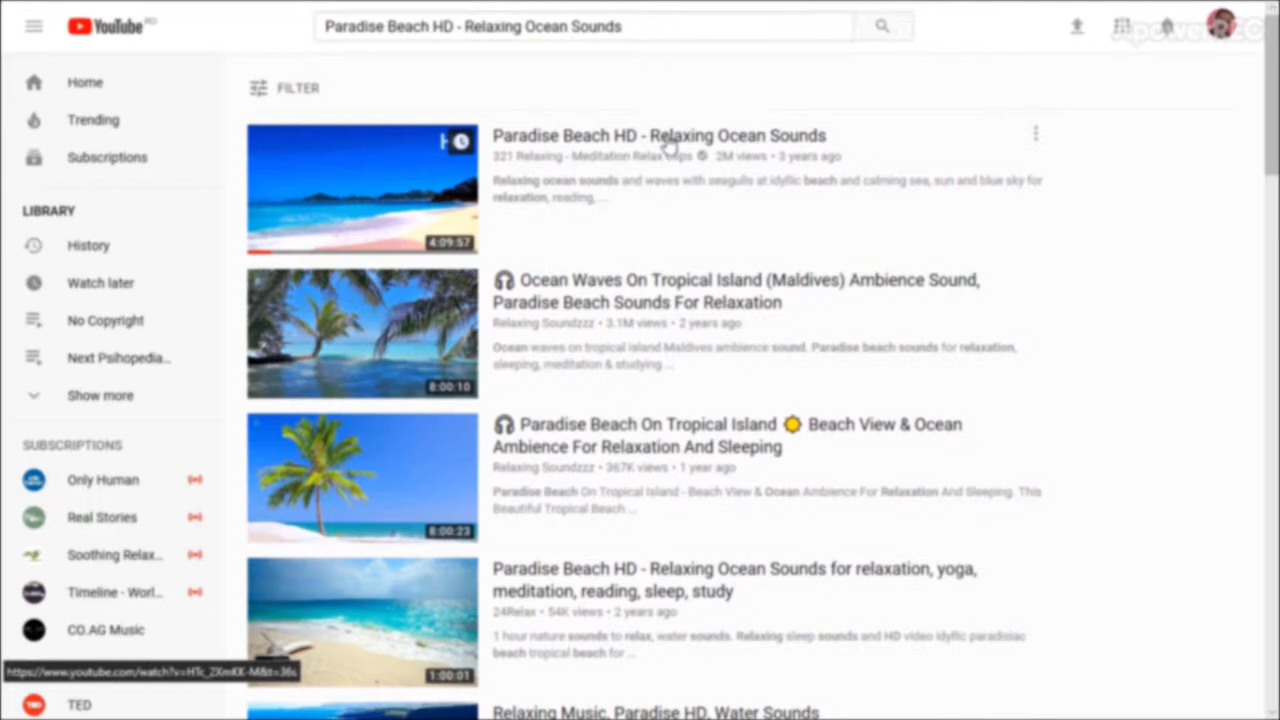 YouTube RO
Paradise Beach HD - Relaxing Ocean Sounds
Home
Trending
Subscriptions
LIBRARY
History
Watch later
No Copyright
Next Psihopedia...
Show more
SUBSCRIPTIONS
Only Human
Real Stories
Soothing Relax...
Timeline - Worl...
CO.AG Music
TED
FILTER
4:09:57
Paradise Beach HD - Relaxing Ocean Sounds
321 Relaxing - Meditation Relax Clips 2M views • 3 years ago
Relaxing ocean sounds and waves with seagulls at idyllic beach and calming sea, sun and blue sky for
relaxation, reading, ...
8:00:10
🎧 Ocean Waves On Tropical Island (Maldives) Ambience Sound,
Paradise Beach Sounds For Relaxation
Relaxing Soundzzz • 3.1M views • 2 years ago
Ocean waves on tropical island Maldives ambience sound. Paradise beach sounds for relaxation,
sleeping, meditation & studying ...
8:00:23
🎧 Paradise Beach On Tropical Island 🌞 Beach View & Ocean
Ambience For Relaxation And Sleeping
Relaxing Soundzzz • 367K views • 1 year ago
Paradise Beach On Tropical Island - Beach View & Ocean Ambience For Relaxation And Sleeping. This
Beautiful Tropical Beach ...
1:00:01
Paradise Beach HD - Relaxing Ocean Sounds for relaxation, yoga,
meditation, reading, sleep, study
24Relax • 54K views • 2 years ago
1 hour nature sounds to relax, water sounds. Relaxing sleep sounds and HD video idyllic paradisiac
beach tropical beach for ...
Relaxing Music, Paradise HD, Water Sounds